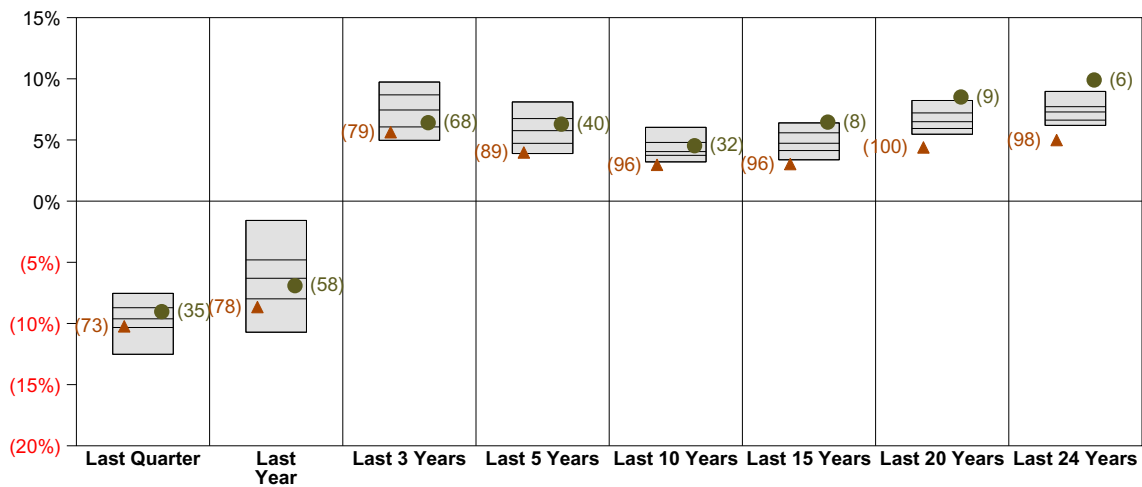 15%
10%
5%
0%
(5%)
(10%)
(15%)
(20%)
(73) (35)
(78) (58)
(79) (68)
(89) (40)
(96) (32)
(96) (8)
(100) (9)
(98) (6)
Last Quarter
Last
Year
Last 3 Years
Last 5 Years
Last 10 Years
Last 15 Years
Last 20 Years
Last 24 Years